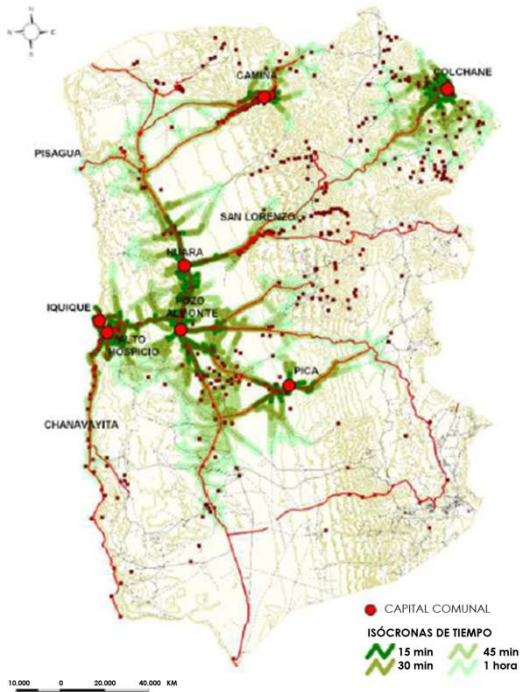 N
N E
S
CAMIÑA
COLCHANE
PISAGUA
SAN LORENZO
HUARA
IQUIQUE
POZO
ALMONTE
ALTO
HOSPICIO
PICA
CHANAVAYITA
CAPITAL COMUNAL
ISÓCRONAS DE TIEMPO
15 min 45 min
30 min 1 hora
10.000 0 20.000 40.000 KM